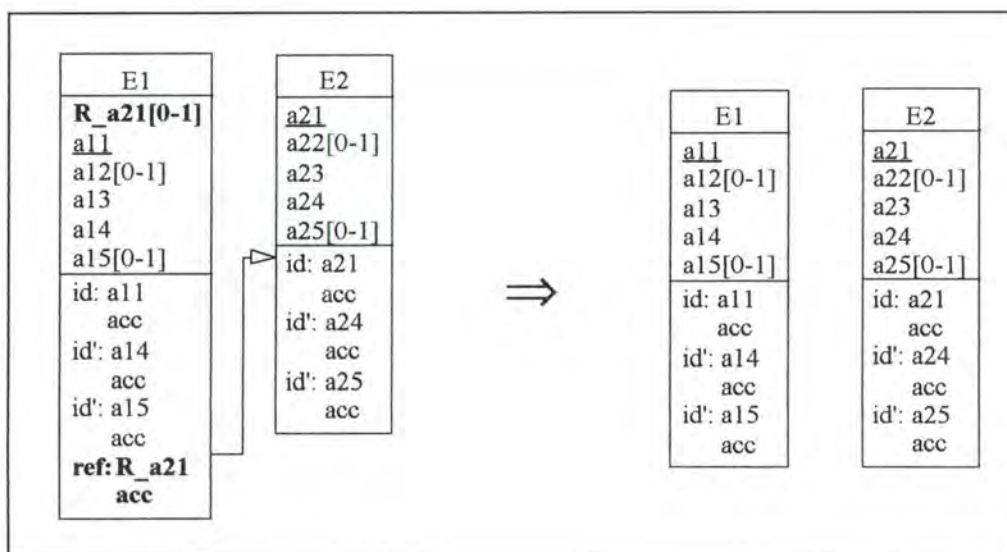 E1
R_a21[0-1]
a11
a12[0-1]
a13
a14
a15[0-1]
id: a11
acc
id': a14
acc
id': a15
acc
ref: R_a21
acc
E2
a21
a22[0-1]
a23
a24
a25[0-1]
id: a21
acc
id': a24
acc
id': a25
acc
⇒
E1
a11
a12[0-1]
a13
a14
a15[0-1]
id: a11
acc
id': a14
acc
id': a15
acc
E2
a21
a22[0-1]
a23
a24
a25[0-1]
id: a21
acc
id': a24
acc
id': a25
acc